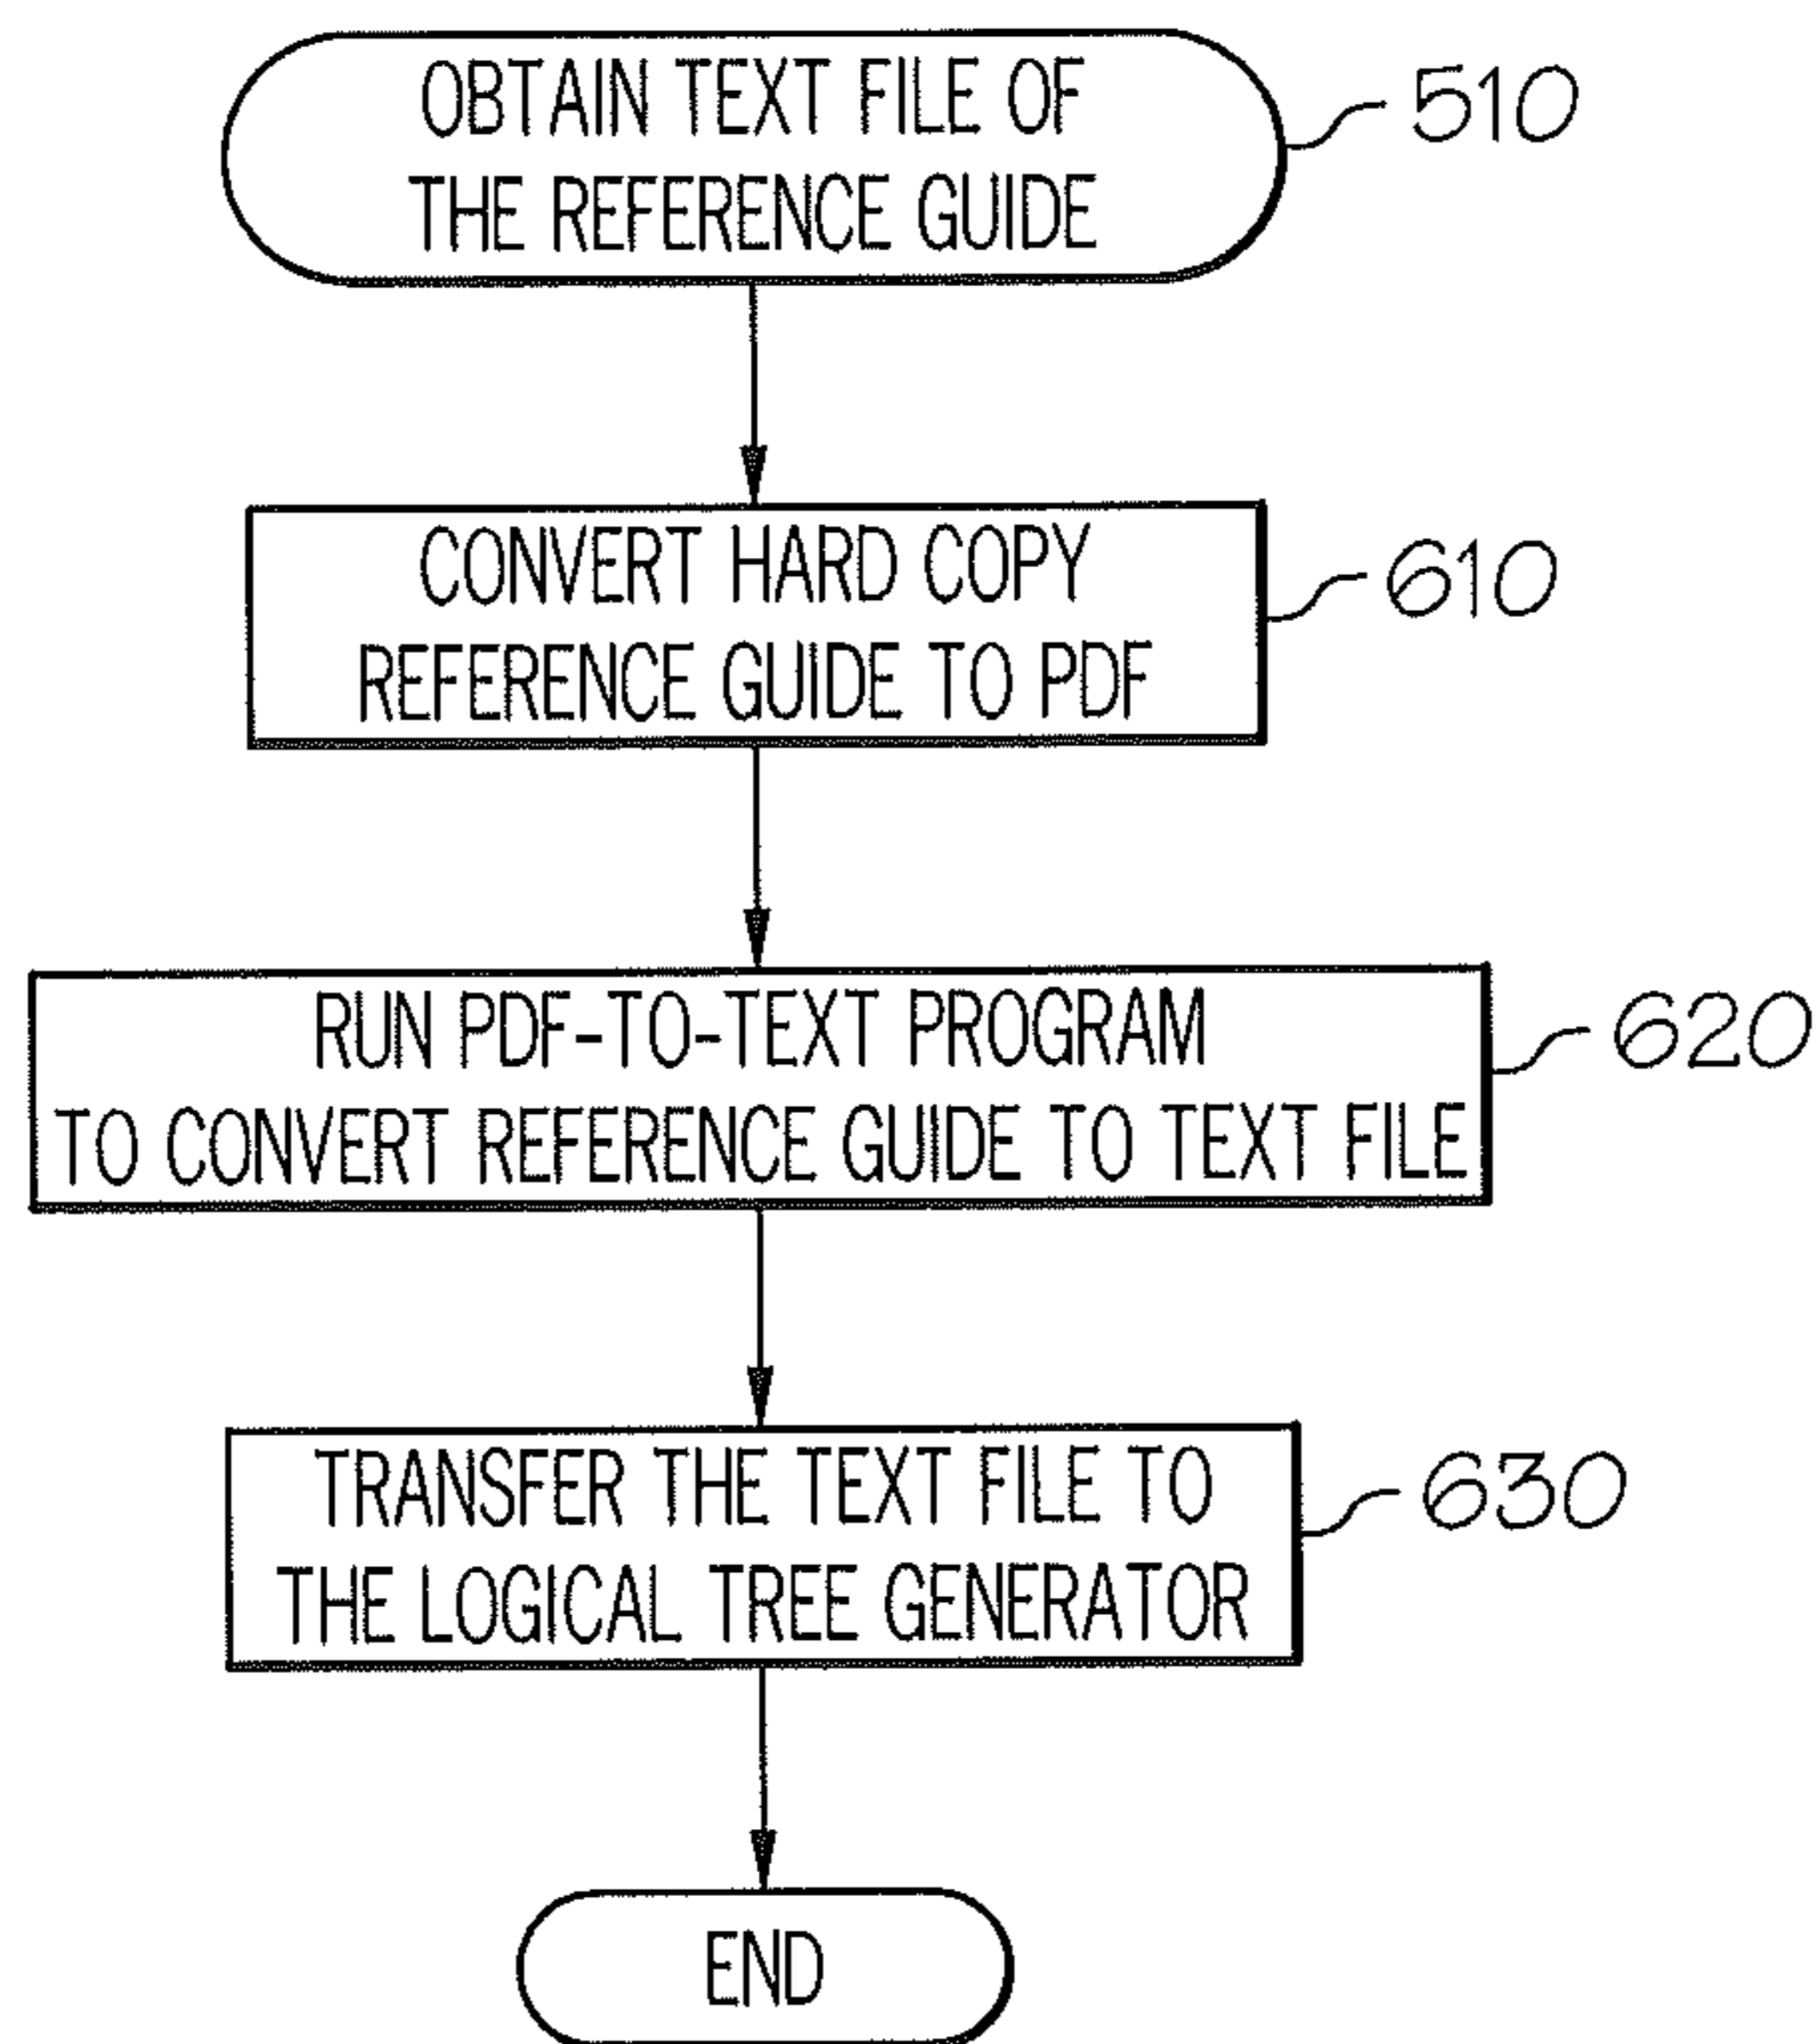 OBTAIN TEXT FILE OF
THE REFERENCE GUIDE
510
CONVERT HARD COPY
REFERENCE GUIDE TO PDF
610
RUN PDF-TO-TEXT PROGRAM
TO CONVERT REFERENCE GUIDE TO TEXT FILE
620
TRANSFER THE TEXT FILE TO
THE LOGICAL TREE GENERATOR
630
END